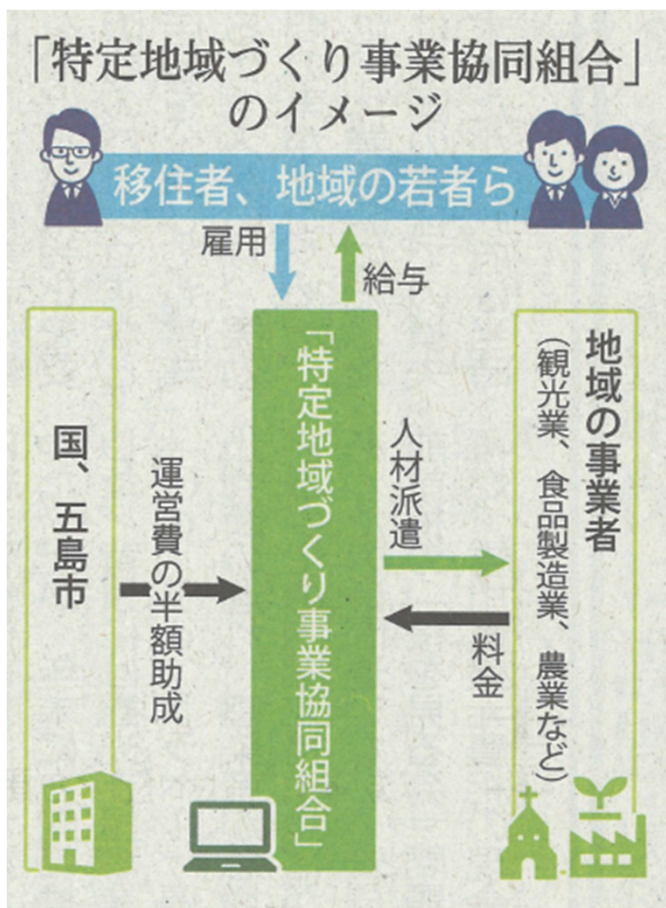 「特定地域づくり事業協同組合」
のイメージ
移住者、地域の若者ら
雇用
給与
国、五島市
運営費の半額助成
「特定地域づくり事業協同組合」
人材派遣
料金
地域の事業者
(観光業、食品製造業、農業など)